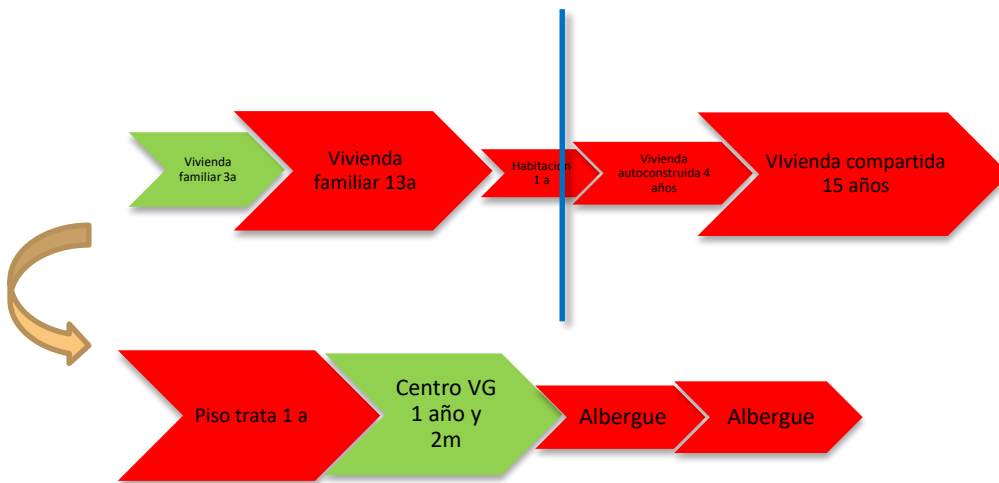 Vivienda
familiar 3a
Vivienda
familiar 13a
Habitación
1 a
Vivienda
autoconstruida 4
años
VIvienda compartida
15 años
Piso trata 1 a
Centro VG
1 año y
2m
Albergue
Albergue